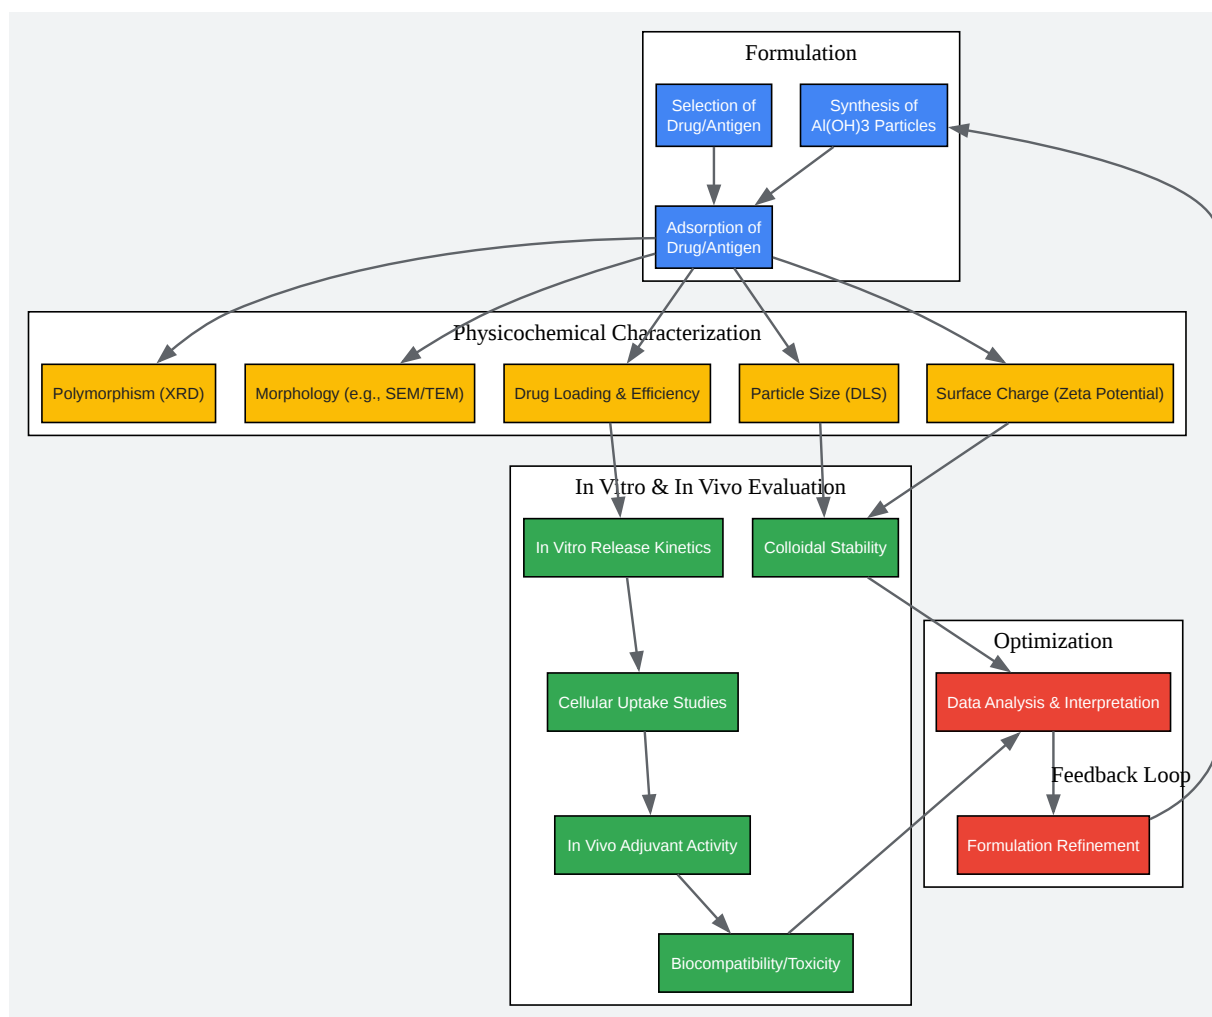 Formulation
Selection of
Drug/Antigen
Synthesis of
Al(OH)3 Particles
Adsorption of
Drug/Antigen
Physicochemical Characterization
Polymorphism (XRD)
Morphology (e.g., SEM/TEM)
Drug Loading & Efficiency
Particle Size (DLS)
Surface Charge (Zeta Potential)
In Vitro & In Vivo Evaluation
In Vitro Release Kinetics
Colloidal Stability
Optimization
Cellular Uptake Studies
Data Analysis & Interpretation
Feedback Loop
In Vivo Adjuvant Activity
Formulation Refinement
Biocompatibility/Toxicity